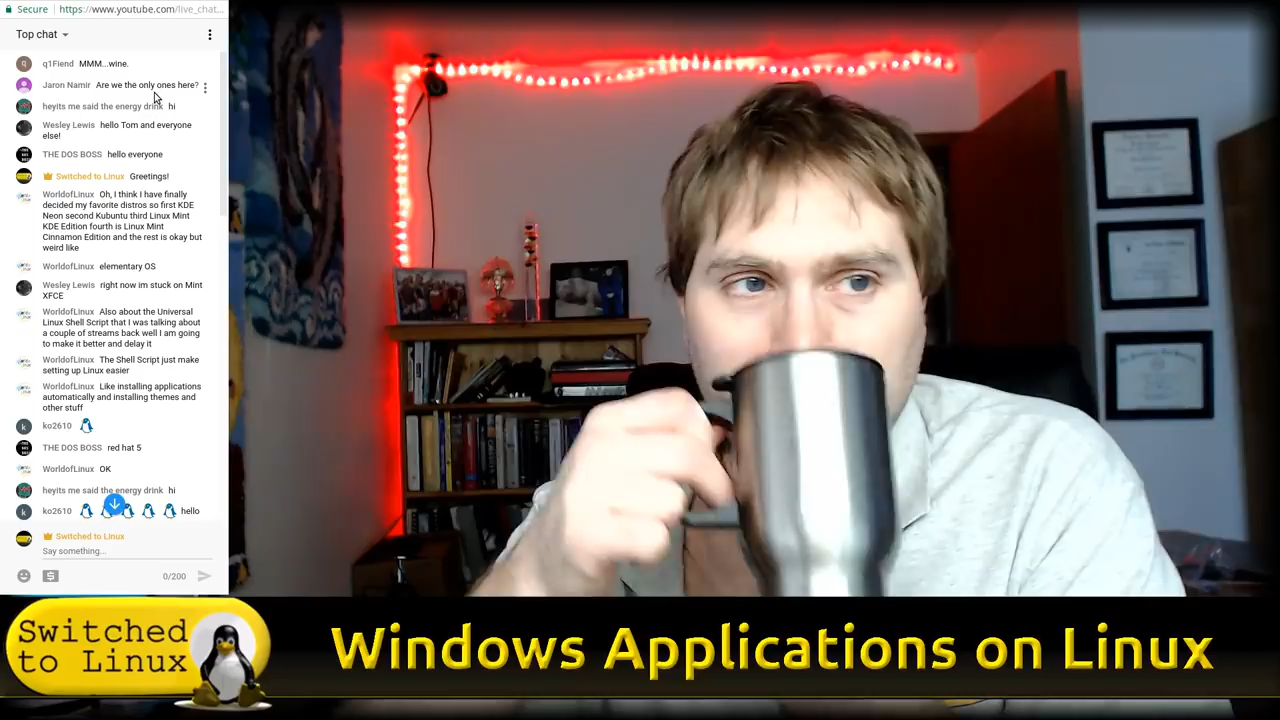 Secure https://www.youtube.com/live_chat...
Top chat
q1Fiend MMM...wine.
Jaron Namir Are we the only ones here?
heyits me said the energy drink hi
Wesley Lewis hello Tom and everyone
else!
THE DOS BOSS hello everyone
Switched to Linux Greetings!
WorldofLinux Oh, I think I have finally
decided my favorite distros so first KDE
Neon second Kubuntu third Linux Mint
KDE Edition fourth is Linux Mint
Cinnamon Edition and the rest is okay but
weird like
WorldofLinux elementary OS
Wesley Lewis right now im stuck on Mint
XFCE
WorldofLinux Also about the Universal
Linux Shell Script that I was talking about
a couple of streams back well I am going
to make it better and delay it
WorldofLinux The Shell Script just make
setting up Linux easier
WorldofLinux Like installing applications
automatically and installing themes and
other stuff
ko2610
THE DOS BOSS red hat 5
WorldofLinux OK
heyits me said the energy drink hi
ko2610 hello
Switched to Linux
Say something...
0/200
Switched
to Linux
Windows Applications on Linux